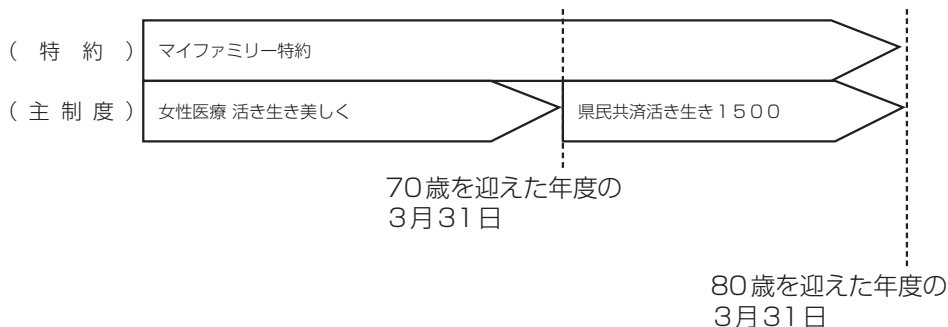 （特約） マイファミリー特約
（主制度） 女性医療 活き生き美しく 県民共済活き生き１５００
70歳を迎えた年度の
3月31日
80歳を迎えた年度の
3月31日